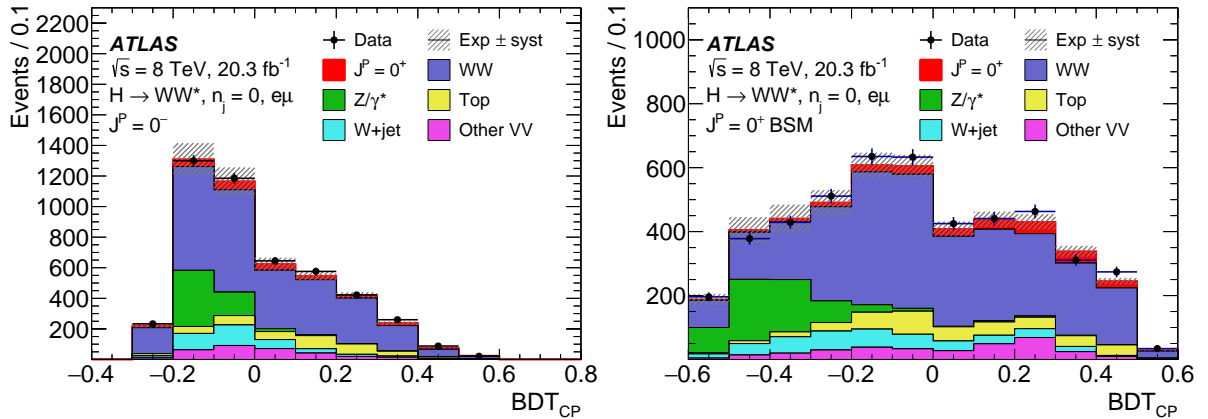 Events / 0.1
2200
2000
1800
1600
1400
1200
1000
800
600
400
200
ATLAS
√s = 8 TeV, 20.3 fb⁻¹
H → WW*, nⱼ = 0, eμ
Jᴾ = 0⁻
Data
Exp ± syst
Jᴾ = 0⁺
WW
Z/γ*
Top
W+jet
Other VV
−0.4 −0.2 0 0.2 0.4 0.6 0.8
BDT_CP
Events / 0.1
1000
800
600
400
200
ATLAS
√s = 8 TeV, 20.3 fb⁻¹
H → WW*, nⱼ = 0, eμ
Jᴾ = 0⁺ BSM
Data
Exp ± syst
Jᴾ = 0⁺
WW
Z/γ*
Top
W+jet
Other VV
−0.6 −0.4 −0.2 0 0.2 0.4 0.6
BDT_CP